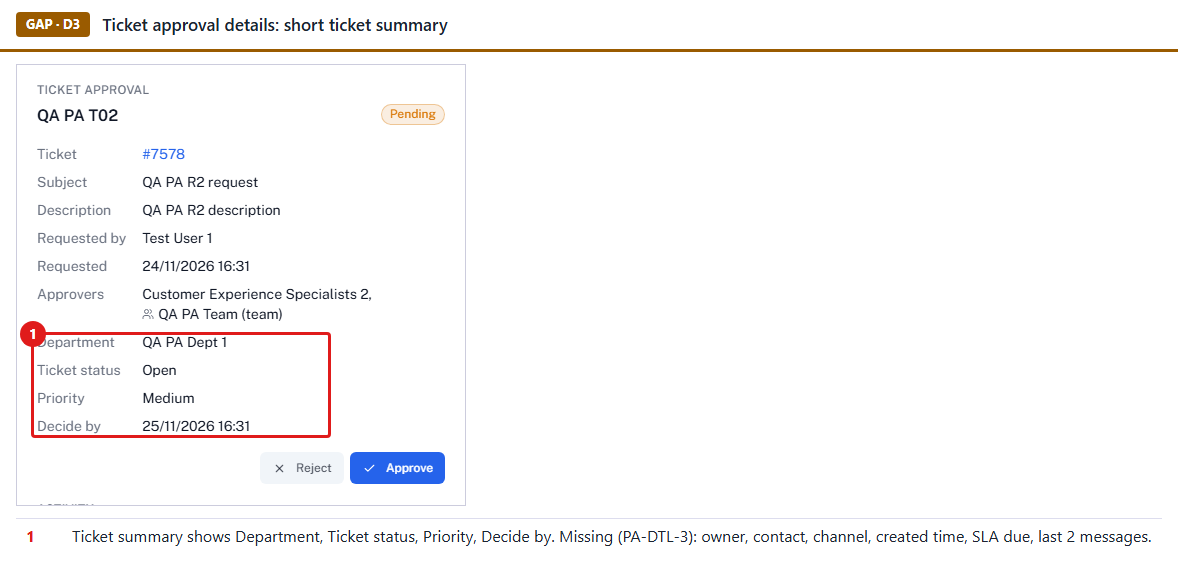 GAP · D3 Ticket approval details: short ticket summary
TICKET APPROVAL
QA PA T02 Pending
Ticket #7578
Subject QA PA R2 request
Description QA PA R2 description
Requested by Test User 1
Requested 24/11/2026 16:31
Approvers Customer Experience Specialists 2,
QA PA Team (team)
1
Department QA PA Dept 1
Ticket status Open
Priority Medium
Decide by 25/11/2026 16:31
Reject Approve
1 Ticket summary shows Department, Ticket status, Priority, Decide by. Missing (PA-DTL-3): owner, contact, channel, created time, SLA due, last 2 messages.